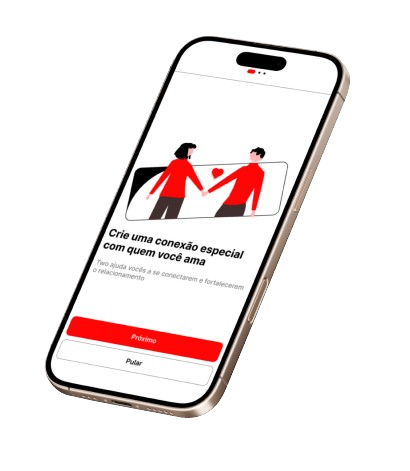 Crie uma conexão especial
com quem você ama
Two ajuda vocês a se conectarem e fortalecerem
o relacionamento
Próximo
Pular